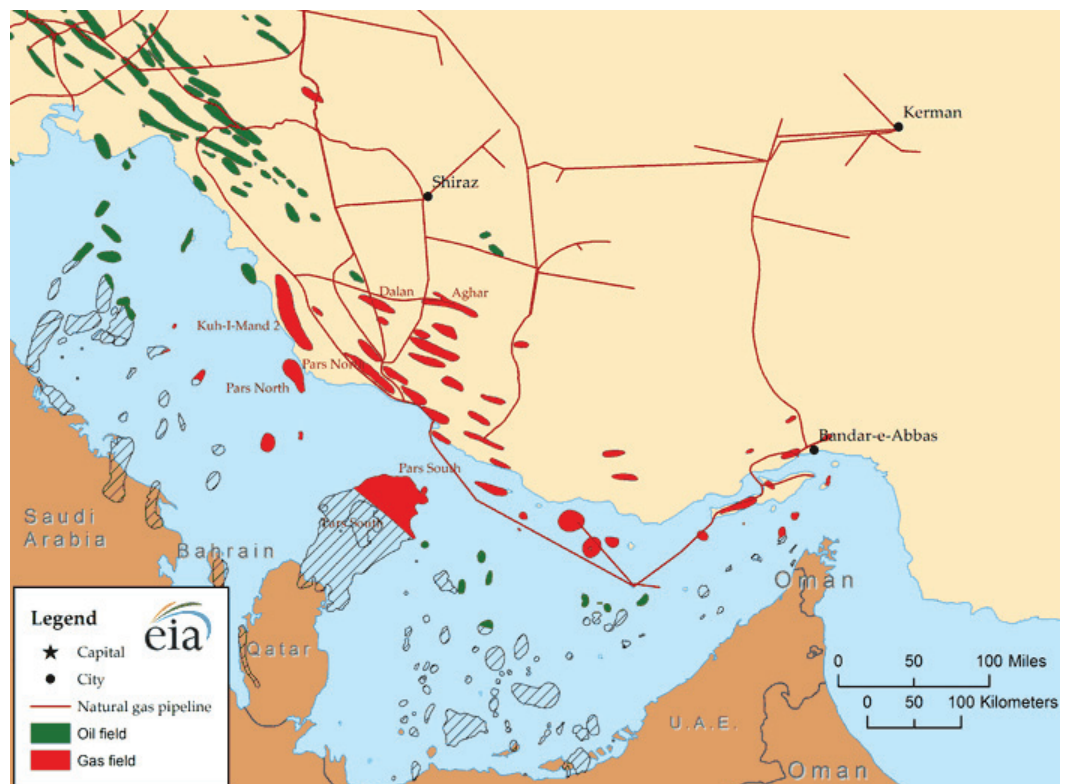 Kerman
Shiraz
Dalan
Aghar
Kuh-I-Mand 2
Pars North
Pars North
Bandar-e-Abbas
Pars South
Pars South
Saudi
Arabia
Bahrain
Oman
Qatar
U.A.E.
Oman
Legend
eia
Capital
City
Natural gas pipeline
Oil field
Gas field
0 50 100 Miles
0 50 100 Kilometers